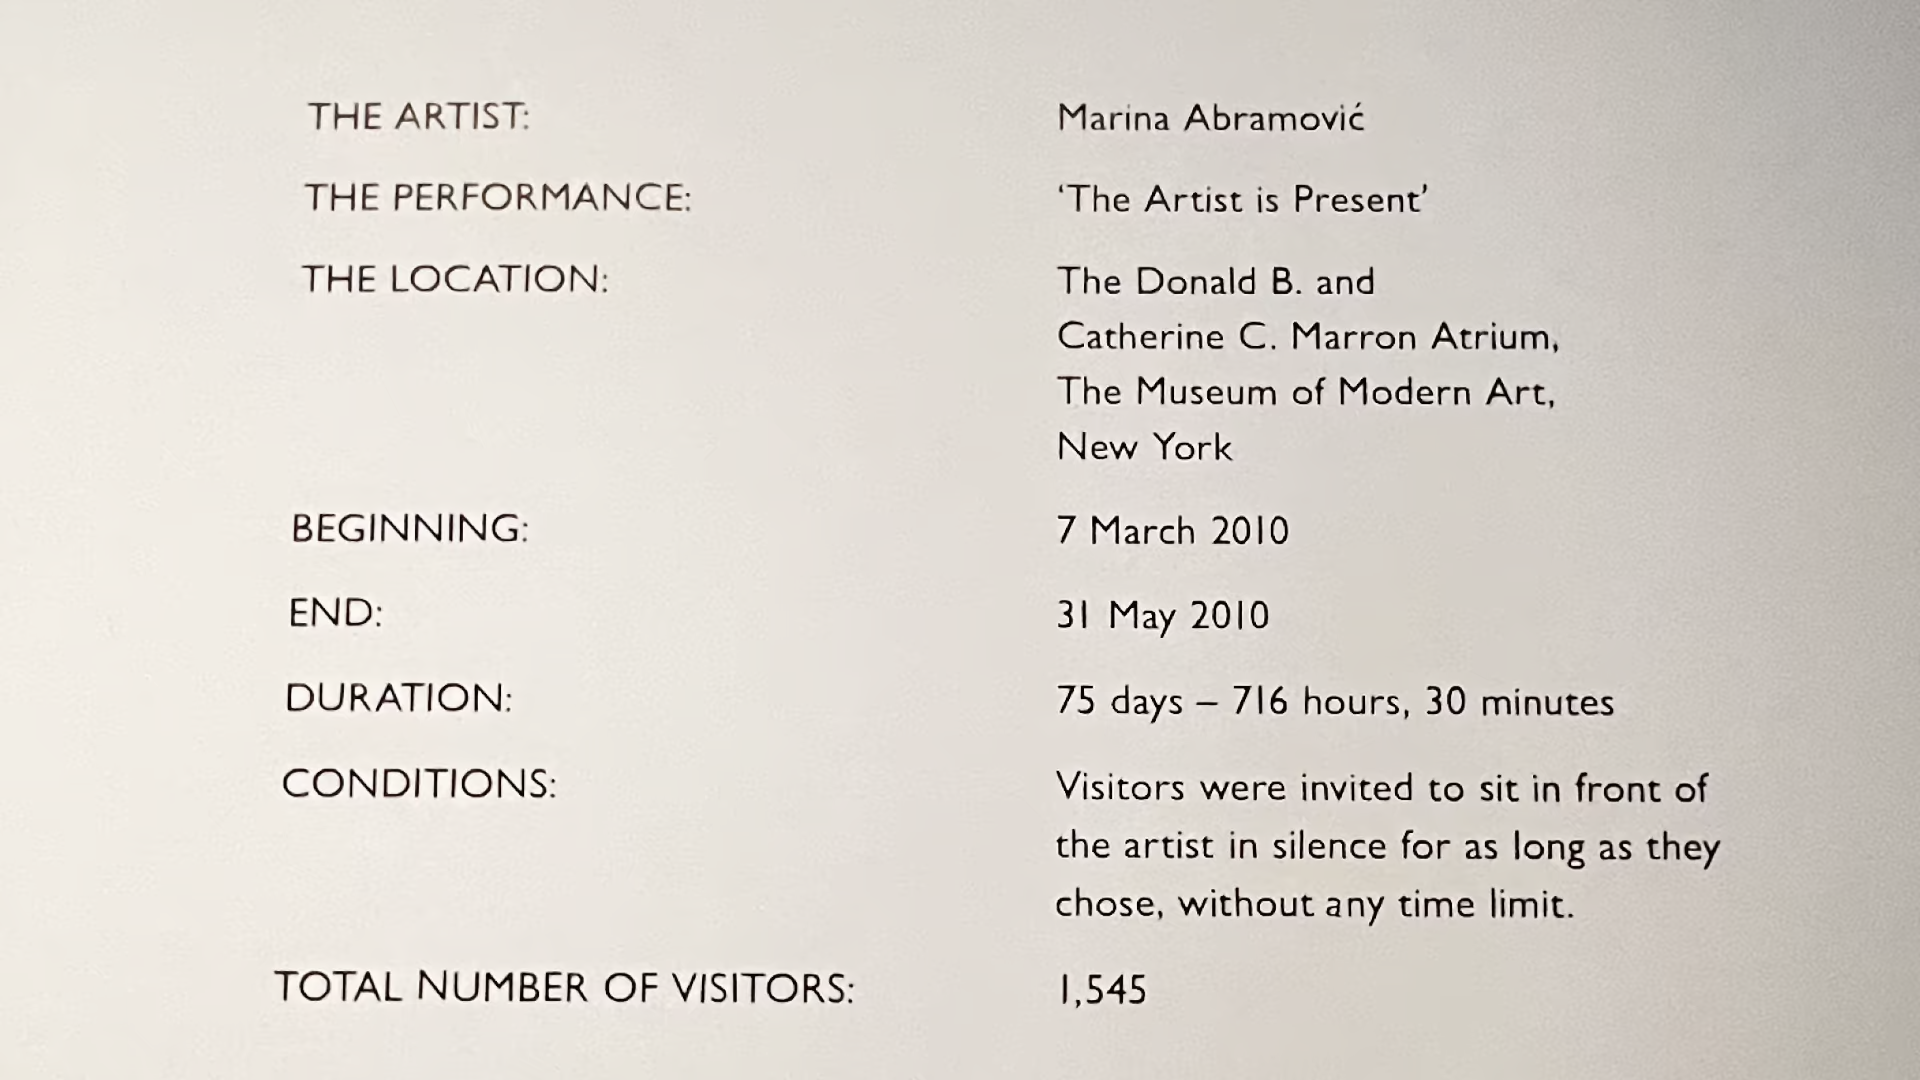 THE ARTIST: Marina Abramović
THE PERFORMANCE: ‘The Artist is Present’
THE LOCATION: The Donald B. and
Catherine C. Marron Atrium,
The Museum of Modern Art,
New York
BEGINNING: 7 March 2010
END: 31 May 2010
DURATION: 75 days – 716 hours, 30 minutes
CONDITIONS: Visitors were invited to sit in front of
the artist in silence for as long as they
chose, without any time limit.
TOTAL NUMBER OF VISITORS: 1,545